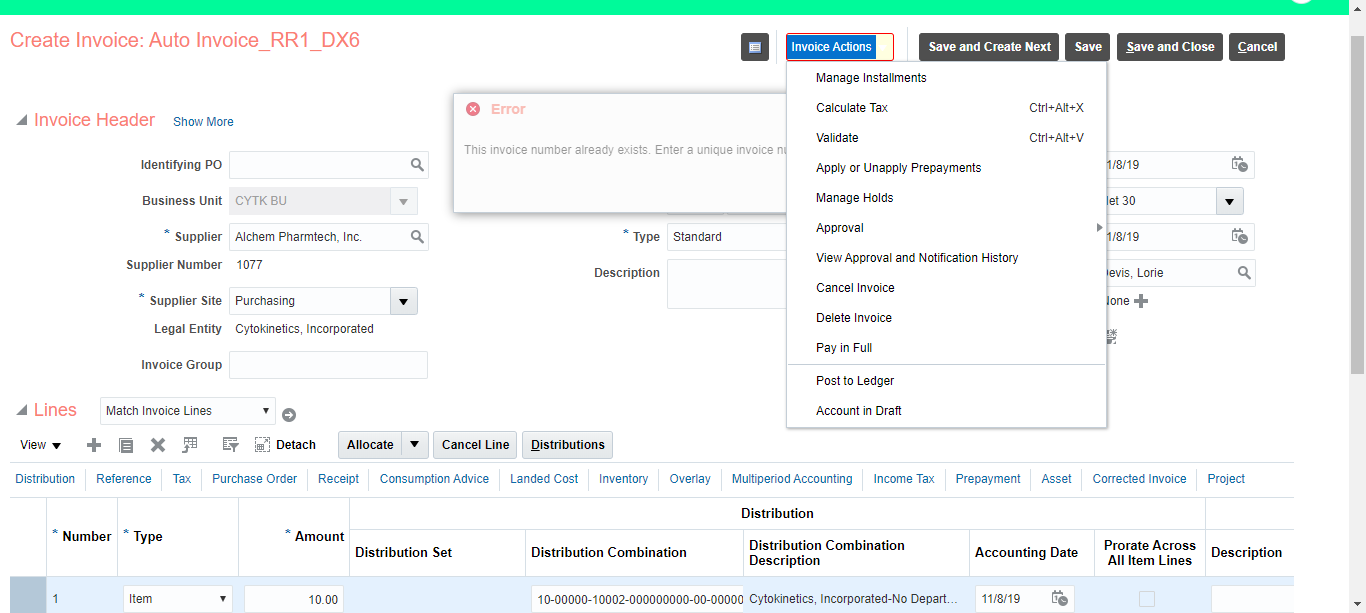 Create Invoice: Auto Invoice_RR1_DX6
Invoice Actions
Save and Create Next
Save
Save and Close
Cancel
Manage Installments
Calculate Tax Ctrl+Alt+X
Validate Ctrl+Alt+V
Apply or Unapply Prepayments
Manage Holds
Approval
View Approval and Notification History
Cancel Invoice
Delete Invoice
Pay in Full
Post to Ledger
Account in Draft
Error
This invoice number already exists. Enter a unique invoice
Invoice Header Show More
Identifying PO
1/8/19
Business Unit CYTK BU
et 30
* Supplier Alchem Pharmtech, Inc.
* Type Standard
1/8/19
Supplier Number 1077
Description
evis, Lorie
* Supplier Site Purchasing
None
Legal Entity Cytokinetics, Incorporated
Invoice Group
Lines Match Invoice Lines
View
Detach
Allocate
Cancel Line
Distributions
Distribution Reference Tax Purchase Order Receipt Consumption Advice Landed Cost Inventory Overlay Multiperiod Accounting Income Tax Prepayment Asset Corrected Invoice Project
Distribution
* Number * Type * Amount
Distribution Set
Distribution Combination
Distribution Combination
Description
Accounting Date
Prorate Across
All Item Lines
Description
1 Item 10.00 10-00000-10002-000000000-00-00000 Cytokinetics, Incorporated-No Depart... 11/8/19